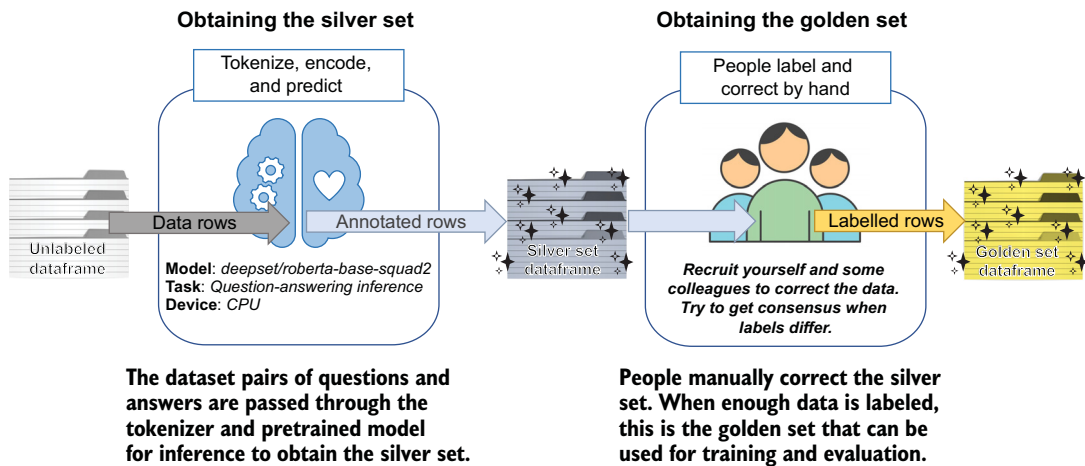 Obtaining the silver set
Tokenize, encode,
and predict
Unlabeled
dataframe
Data rows
Annotated rows
Model: deepset/roberta-base-squad2
Task: Question-answering inference
Device: CPU
Silver set
dataframe
The dataset pairs of questions and
answers are passed through the
tokenizer and pretrained model
for inference to obtain the silver set.
Obtaining the golden set
People label and
correct by hand
Labelled rows
Recruit yourself and some
colleagues to correct the data.
Try to get consensus when
labels differ.
Golden set
dataframe
People manually correct the silver
set. When enough data is labeled,
this is the golden set that can be
used for training and evaluation.